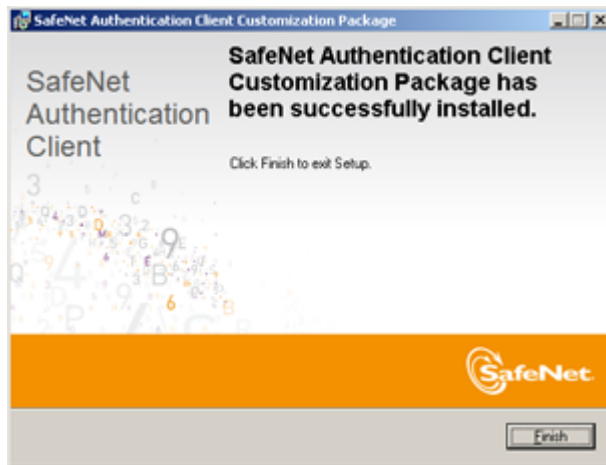 SafeNet Authentication Client Customization Package
SafeNet
Authentication
Client
SafeNet Authentication Client
Customization Package has
been successfully installed.
Click Finish to exit Setup.
SafeNet.
Finish